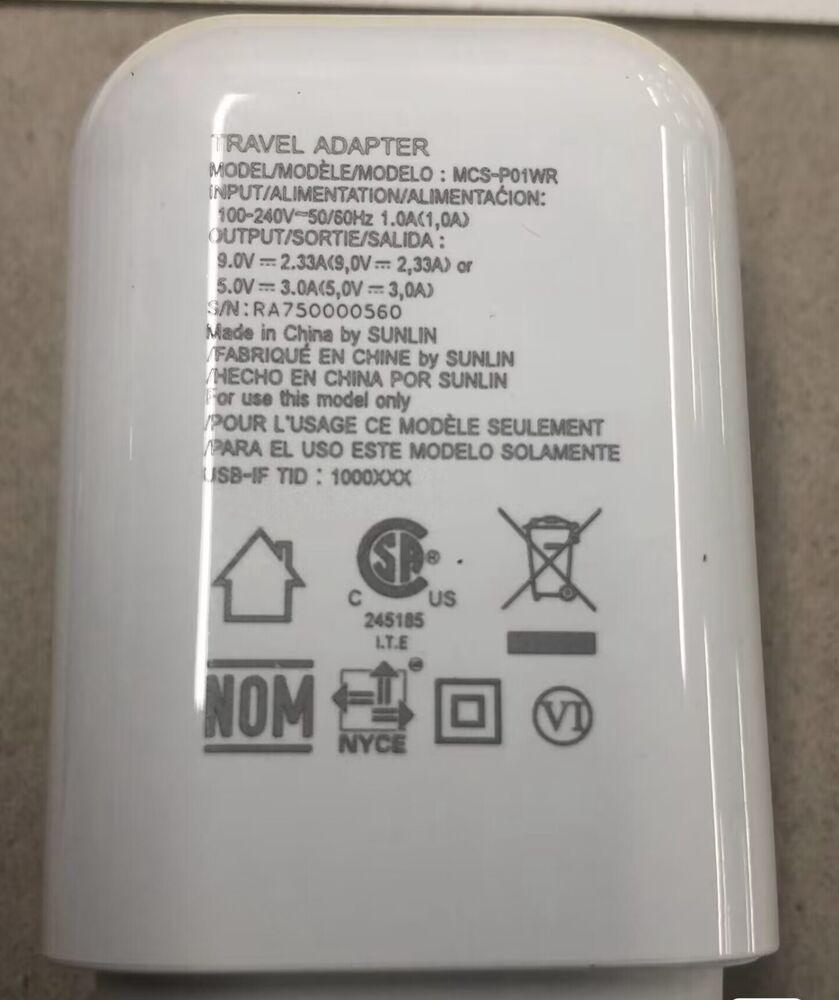 TRAVEL ADAPTER
MODEL/MODÈLE/MODELO : MCS-P01WR
INPUT/ALIMENTATION/ALIMENTAĆION:
100-240V~50/60Hz 1.0A(1,0A)
OUTPUT/SORTIE/SALIDA :
9.0V ⎓ 2.33A(9,0V ⎓ 2,33A) or
5.0V ⎓ 3.0A(5,0V ⎓ 3,0A)
S/N:RA750000560
Made in China by SUNLIN
/FABRIQUÉ EN CHINE by SUNLIN
/HECHO EN CHINA POR SUNLIN
For use this model only
/POUR L'USAGE CE MODÈLE SEULEMENT
/PARA EL USO ESTE MODELO SOLAMENTE
USB-IF TID : 1000XXX
SA®
C US
245185
I.T.E
NOM
NYCE
VI